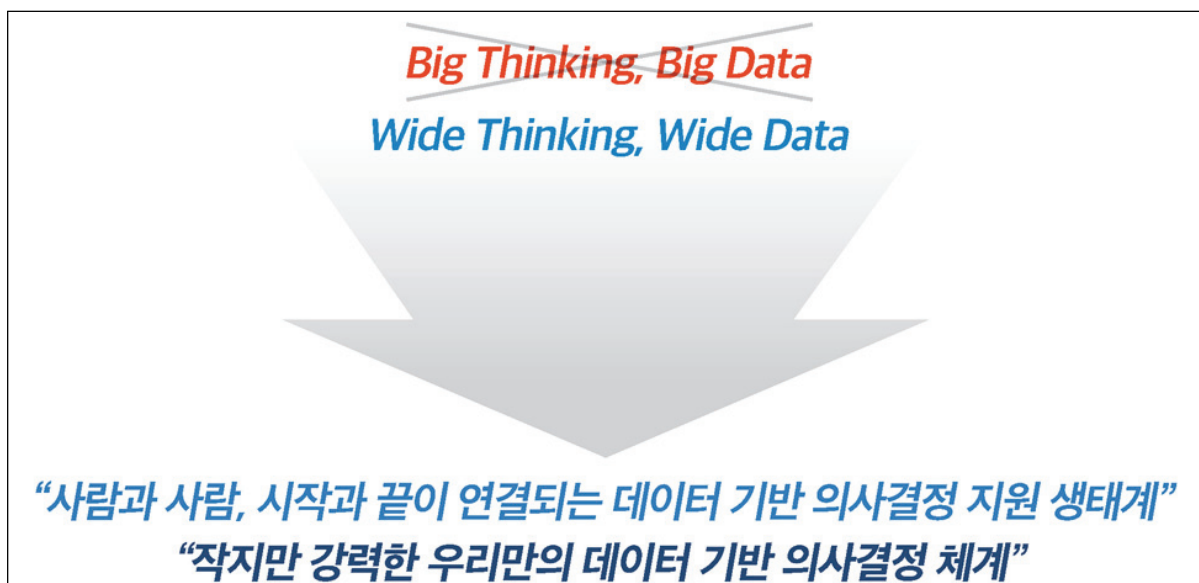 Big Thinking, Big Data
Wide Thinking, Wide Data
“사람과 사람, 시작과 끝이 연결되는 데이터 기반 의사결정 지원 생태계”
“작지만 강력한 우리만의 데이터 기반 의사결정 체계”